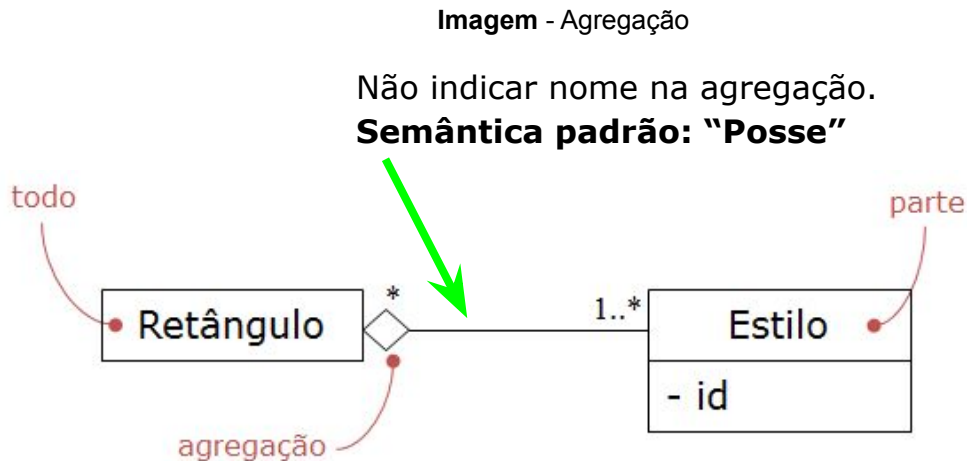 Imagem - Agregação
Não indicar nome na agregação.
Semântica padrão: “Posse”
todo
parte
*
1..*
Retângulo
Estilo
- id
agregação